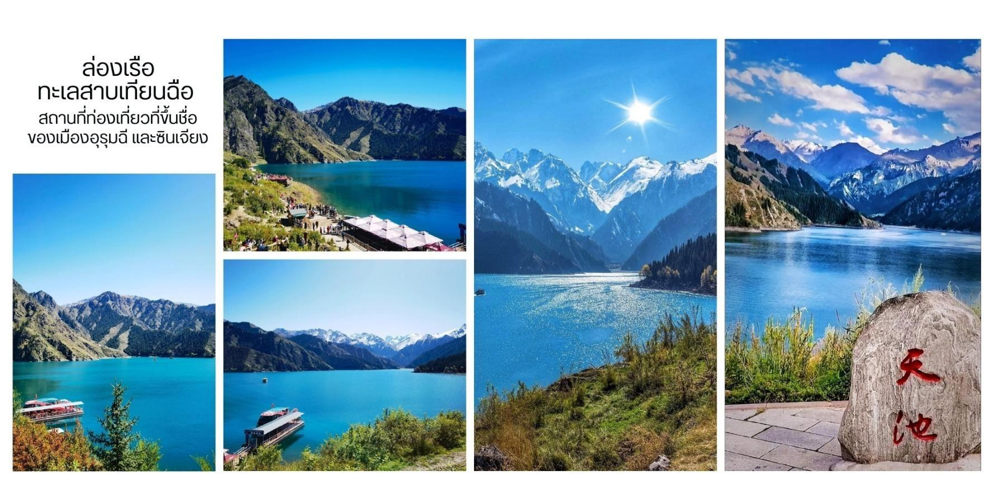 ล่องเรือ
ทะเลสาบเทียนฉือ
สถานที่ท่องเที่ยวที่ขึ้นชื่อ
ของเมืองอุรุมฉี และซินเจียง
天
池